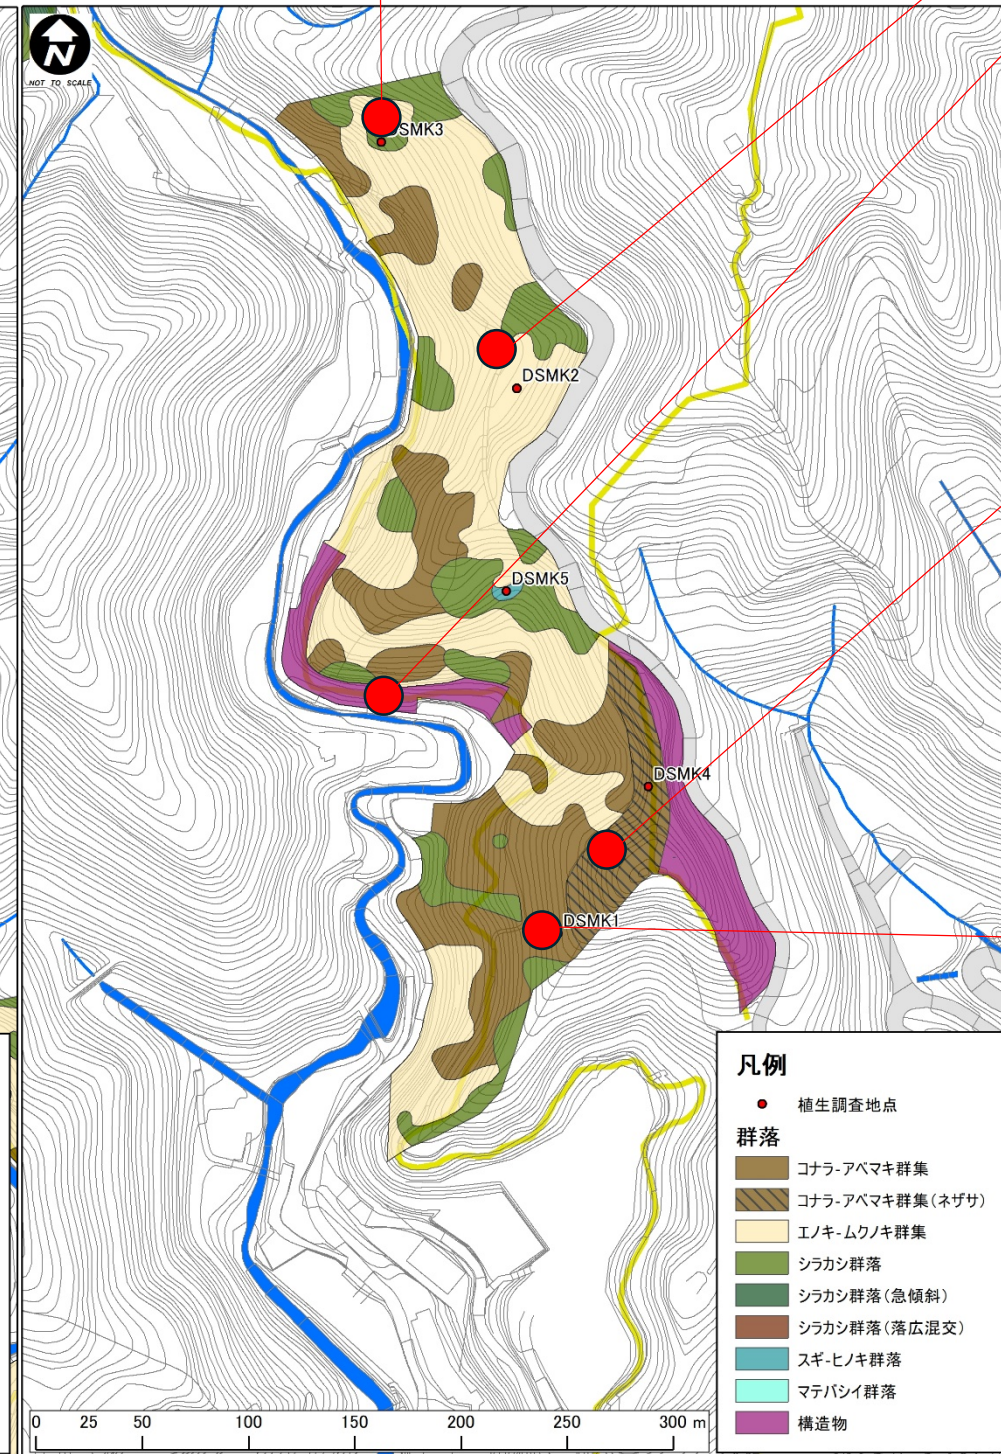 N
NOT TO SCALE
DSMK3
DSMK2
DSMK5
DSMK4
DSMK1
凡例
植生調査地点
群落
コナラ-アベマキ群集
コナラ-アベマキ群集(ネザサ)
エノキ-ムクノキ群集
シラカシ群落
シラカシ群落(急傾斜)
シラカシ群落(落広混交)
スギ-ヒノキ群落
マテバシイ群落
構造物
0 25 50 100 150 200 250 300 m